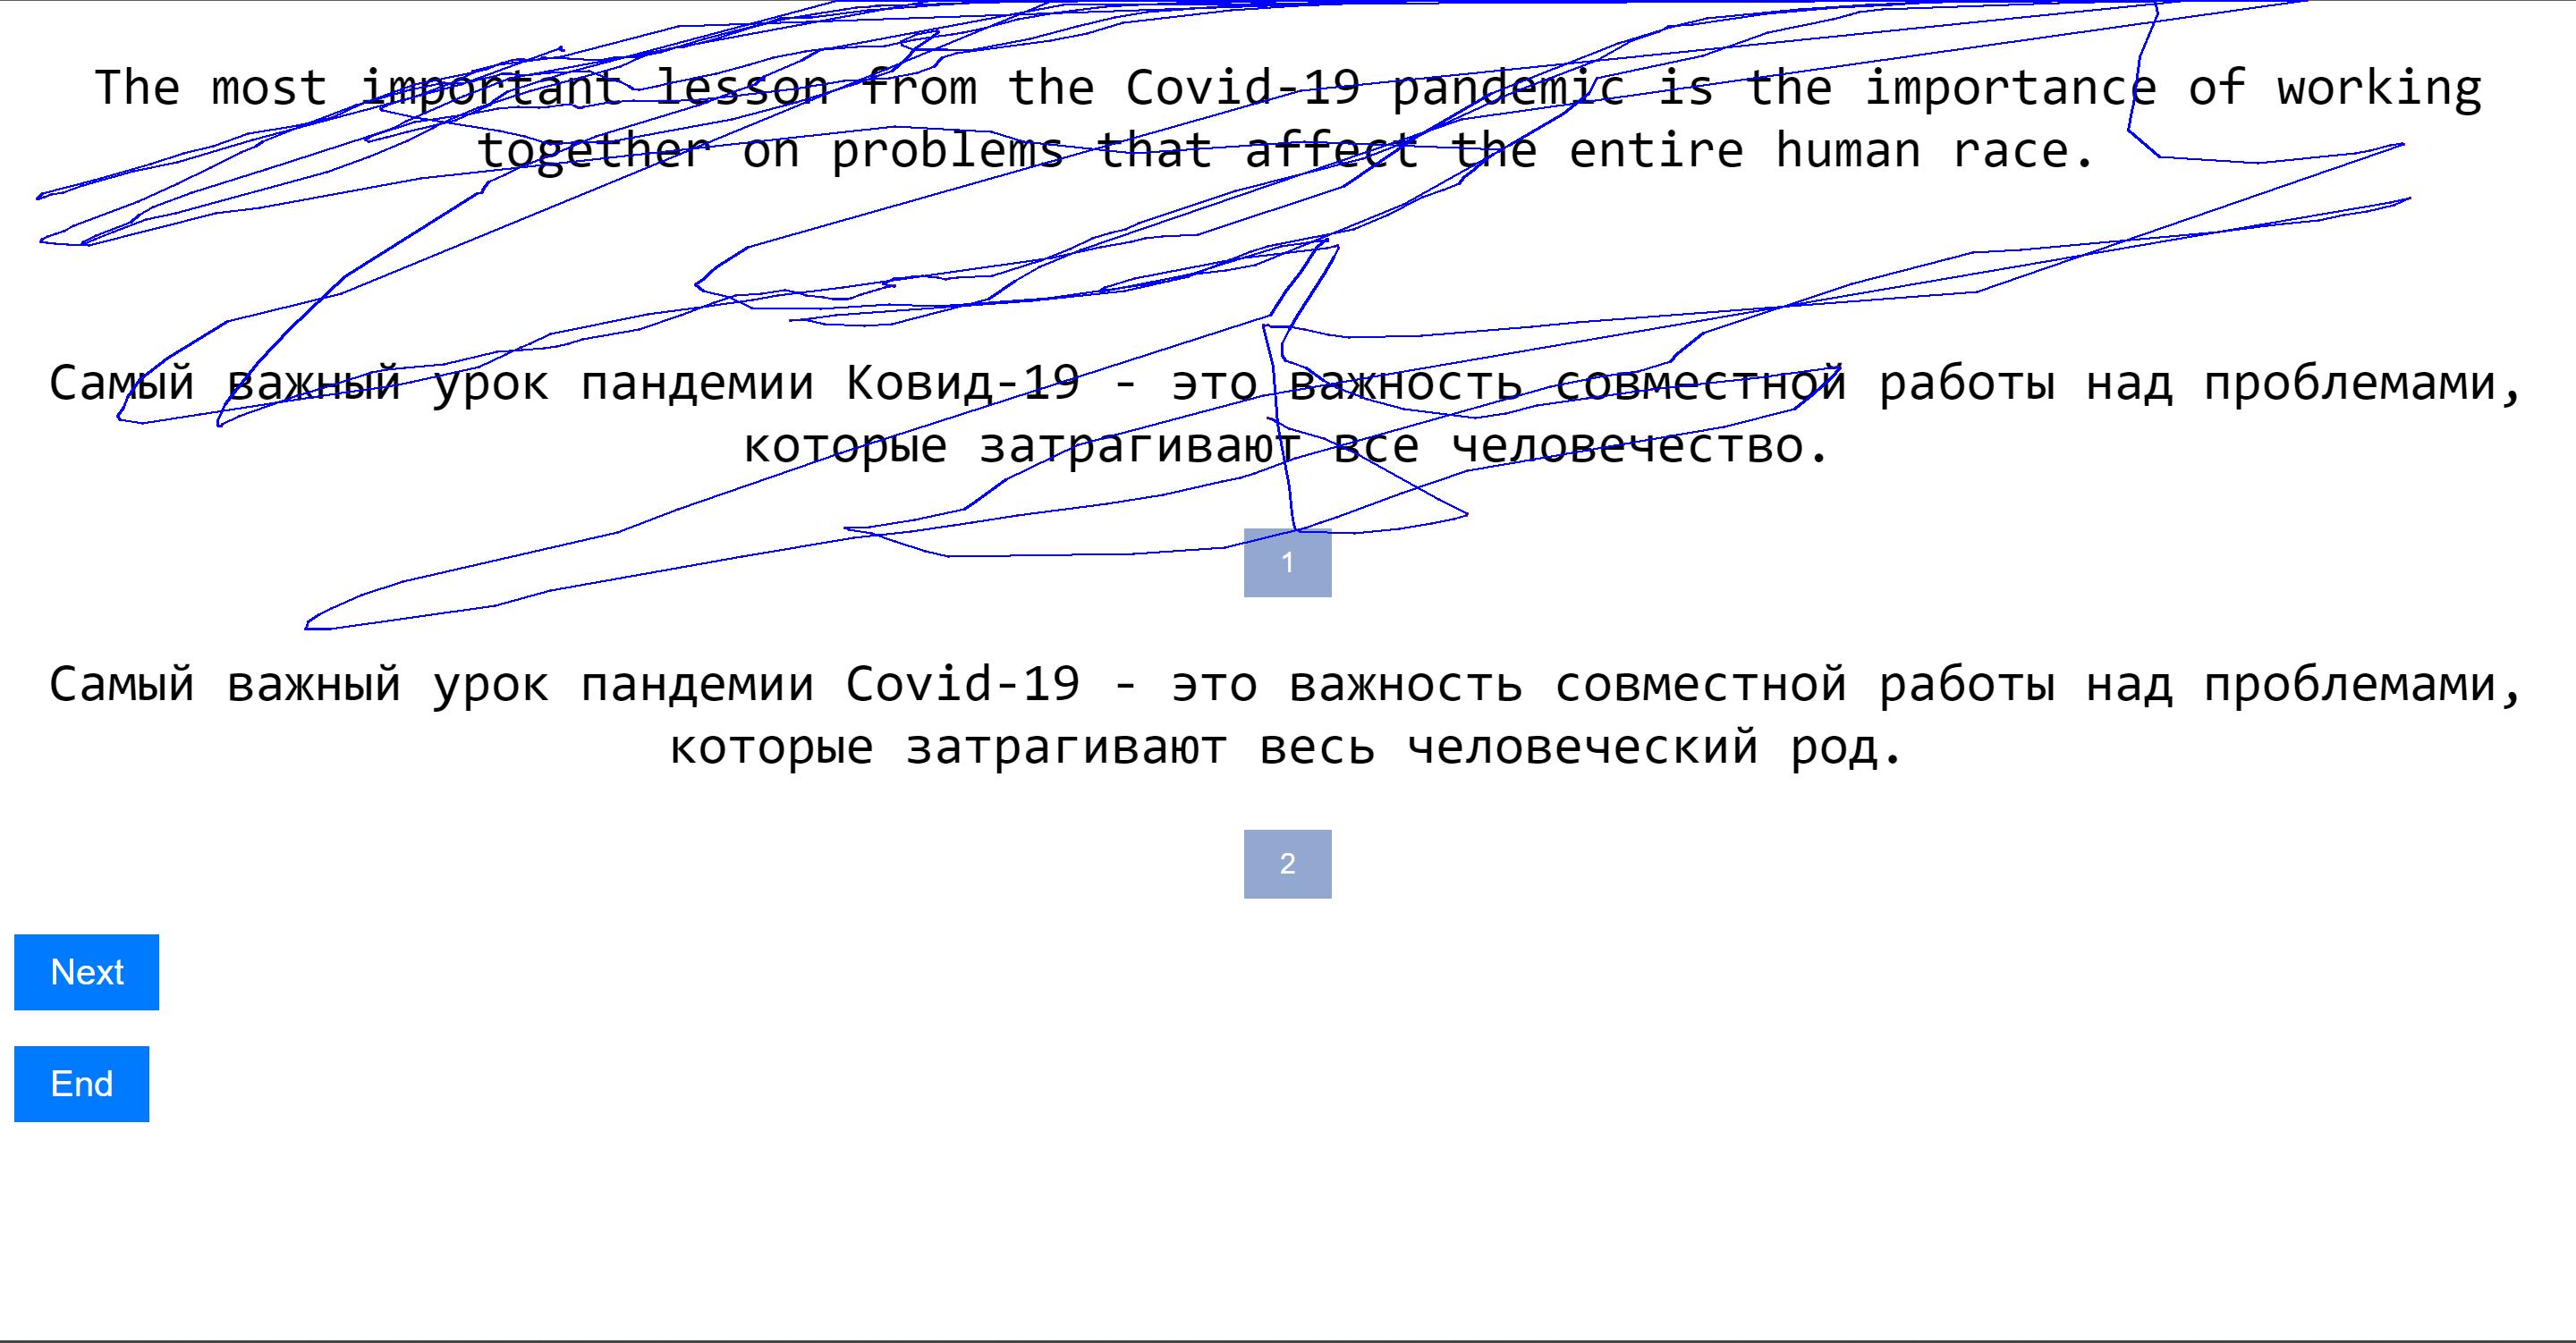 The most important lesson from the Covid-19 pandemic is the importance of working
together on problems that affect the entire human race.
Самый важный урок пандемии Ковид-19 - это важность совместной работы над проблемами,
которые затрагивают все человечество.
1
Самый важный урок пандемии Covid-19 - это важность совместной работы над проблемами,
которые затрагивают весь человеческий род.
2
Next
End